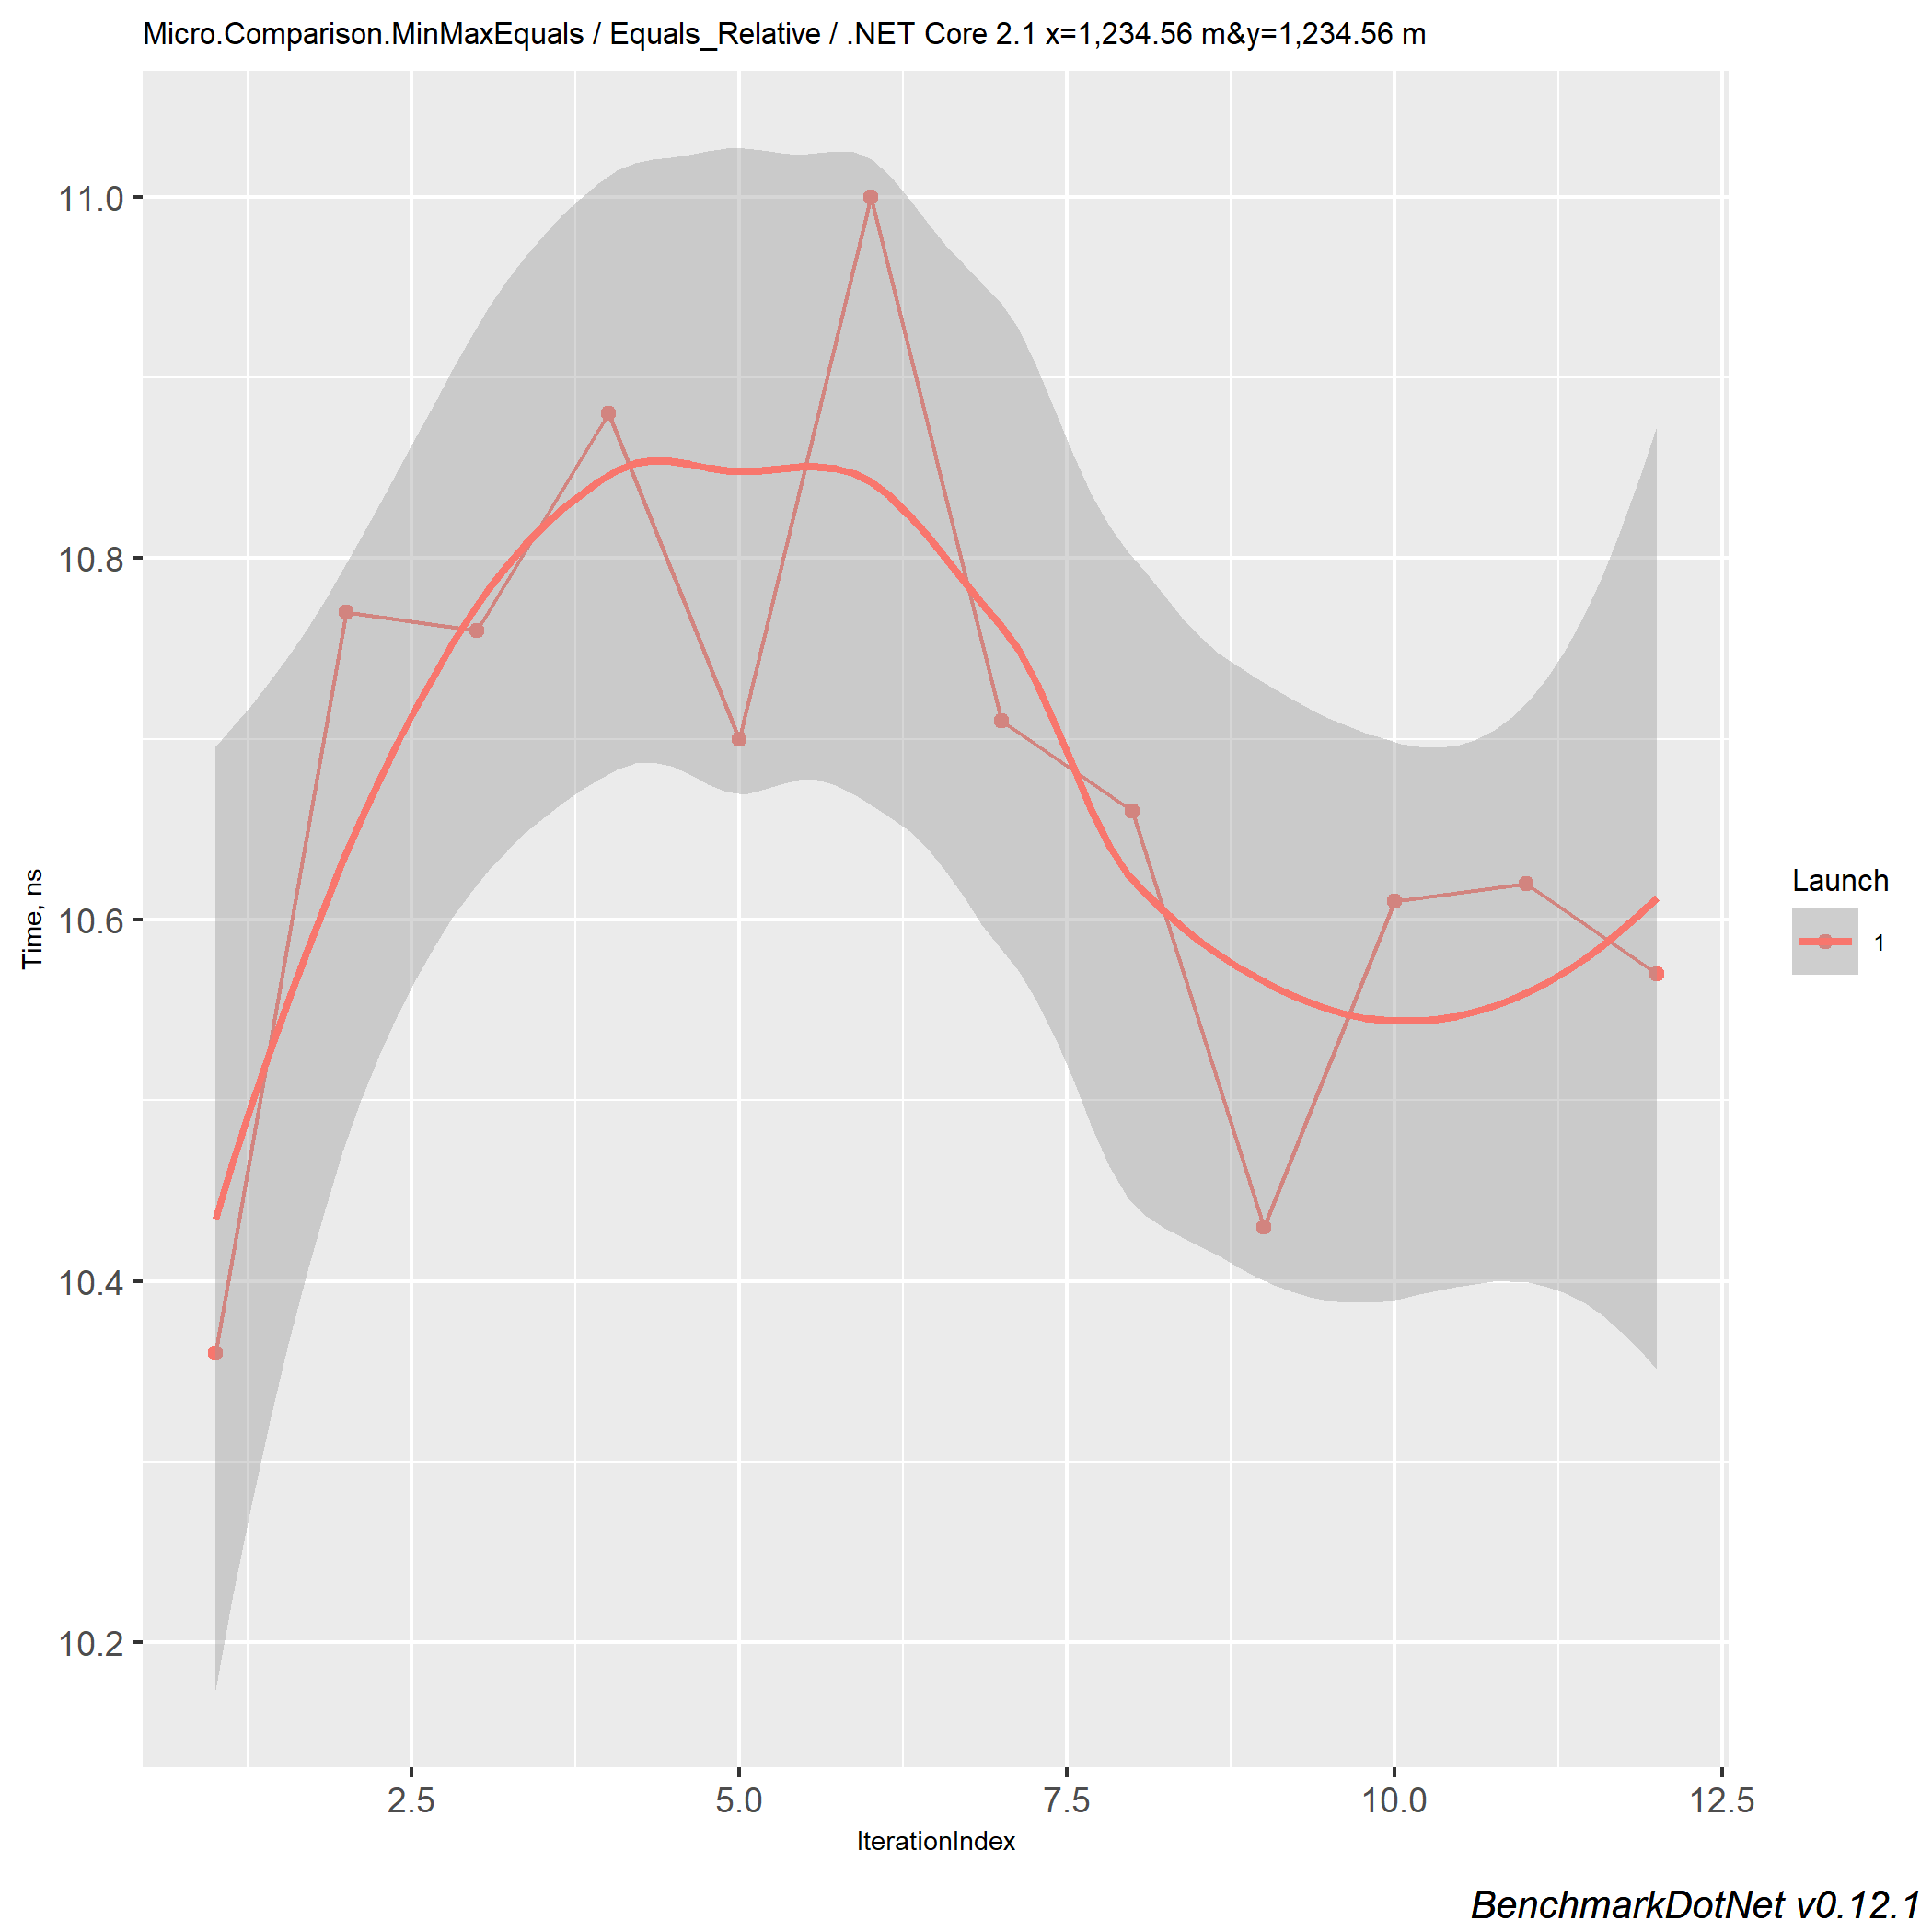 Micro.Comparison.MinMaxEquals / Equals_Relative / .NET Core 2.1 x=1,234.56 m&y=1,234.56 m
11.0
10.8
10.6
10.4
10.2
Time, ns
2.5 5.0 7.5 10.0 12.5
IterationIndex
Launch
1
BenchmarkDotNet v0.12.1